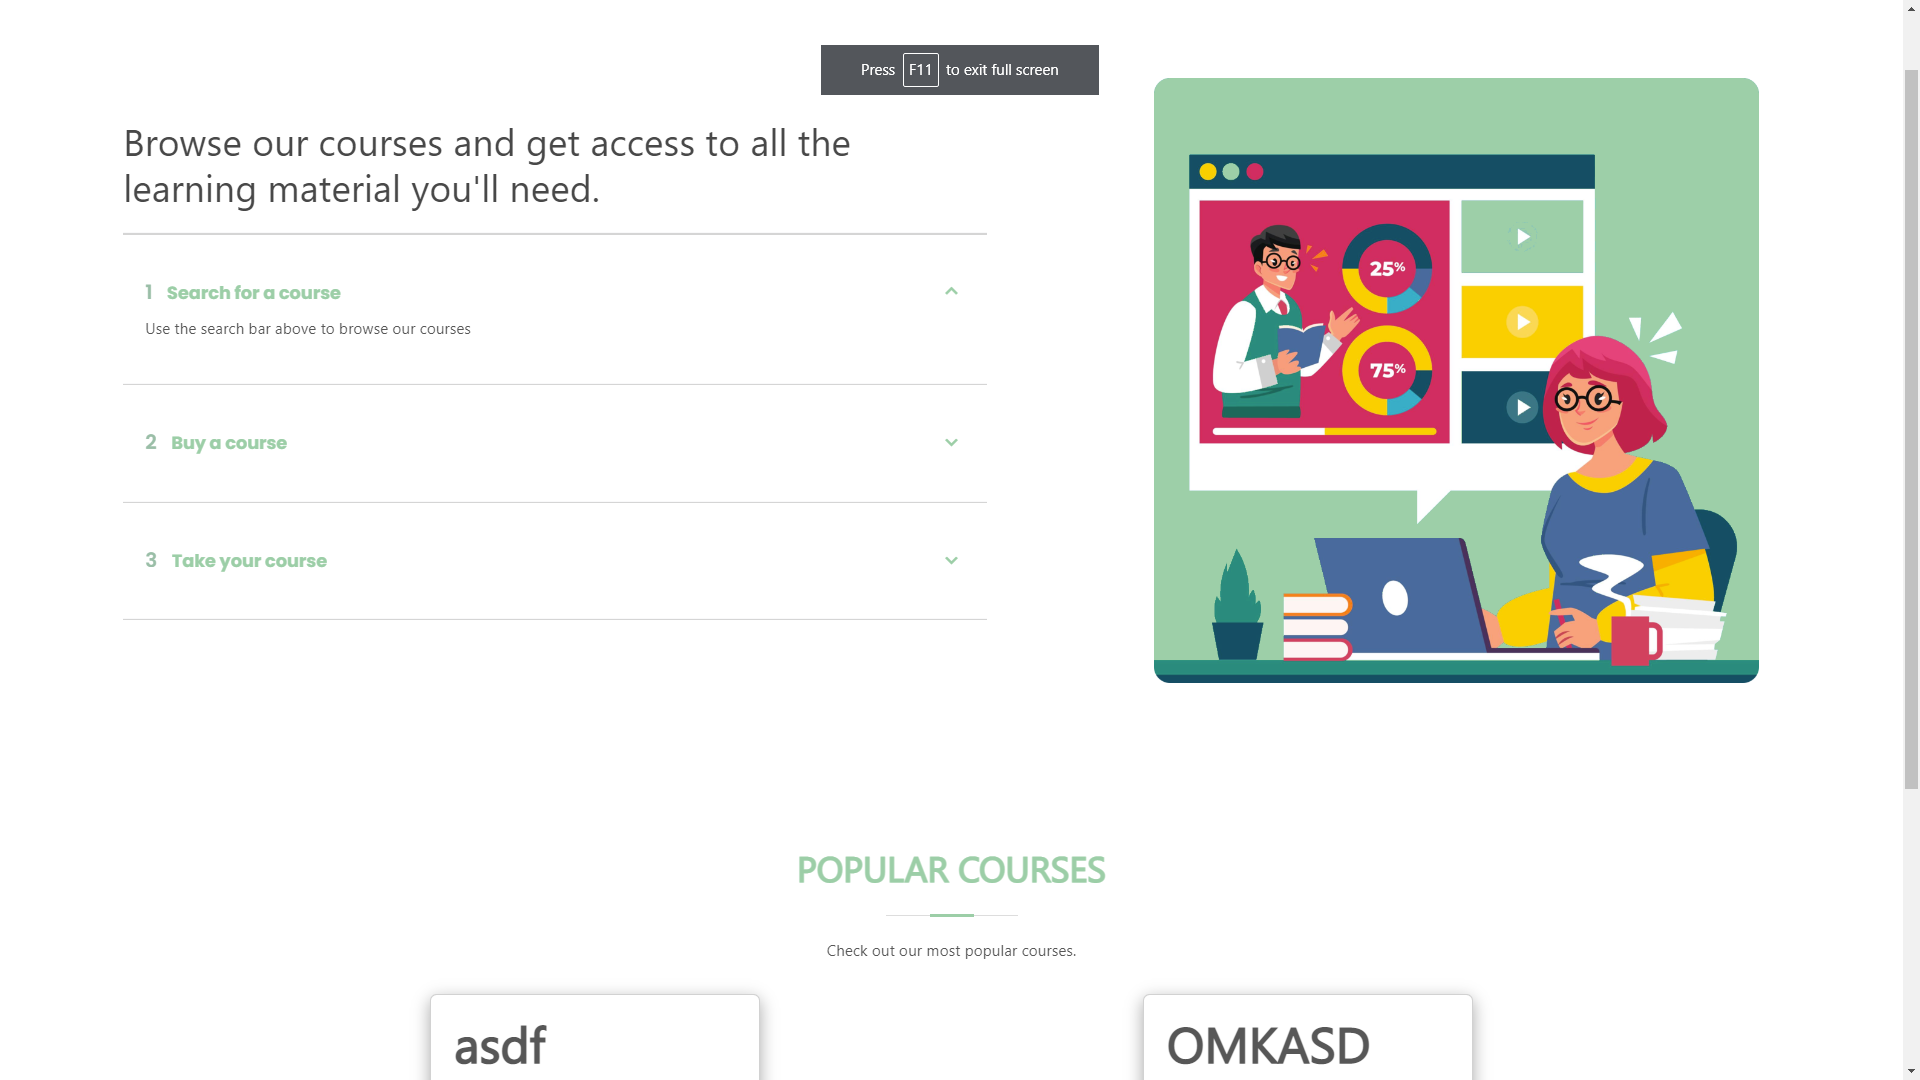 Press F11 to exit full screen
Browse our courses and get access to all the
learning material you'll need.
1 Search for a course
Use the search bar above to browse our courses
2 Buy a course
3 Take your course
25%
75%
POPULAR COURSES
Check out our most popular courses.
asdf
OMKASD